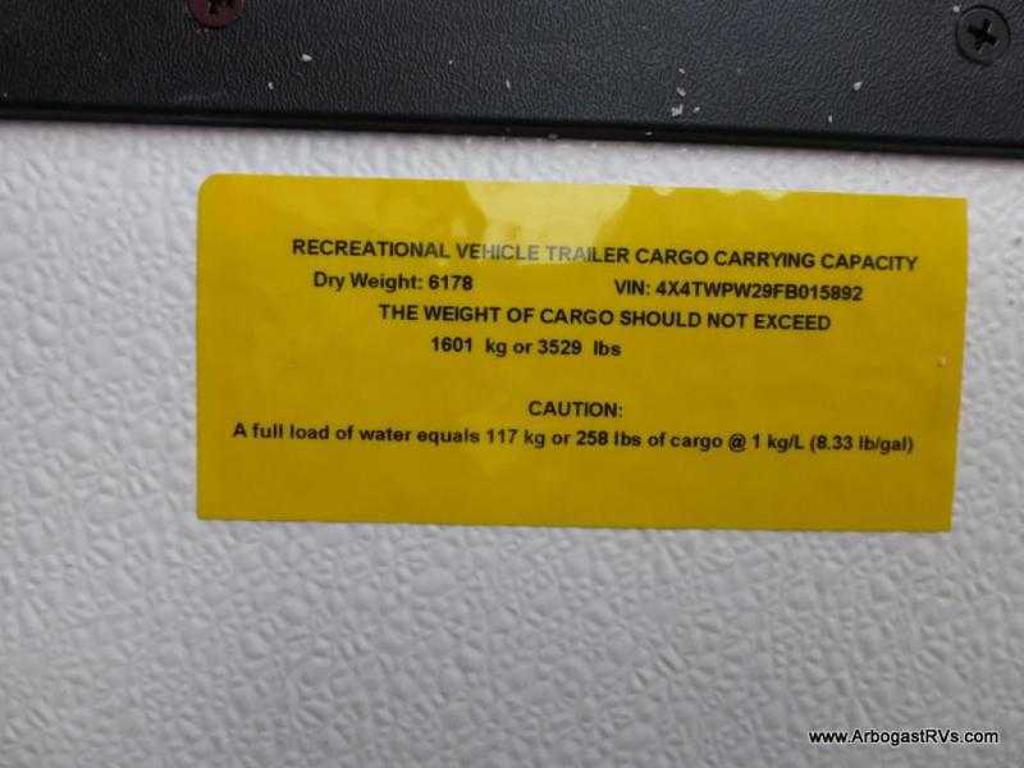 RECREATIONAL VEHICLE TRAILER CARGO CARRYING CAPACITY
Dry Weight: 6178 VIN: 4X4TWPW29FB015892
THE WEIGHT OF CARGO SHOULD NOT EXCEED
1601 kg or 3529 lbs
CAUTION:
A full load of water equals 117 kg or 258 lbs of cargo @ 1 kg/L (8.33 lb/gal)
www.ArbogastRVs.com